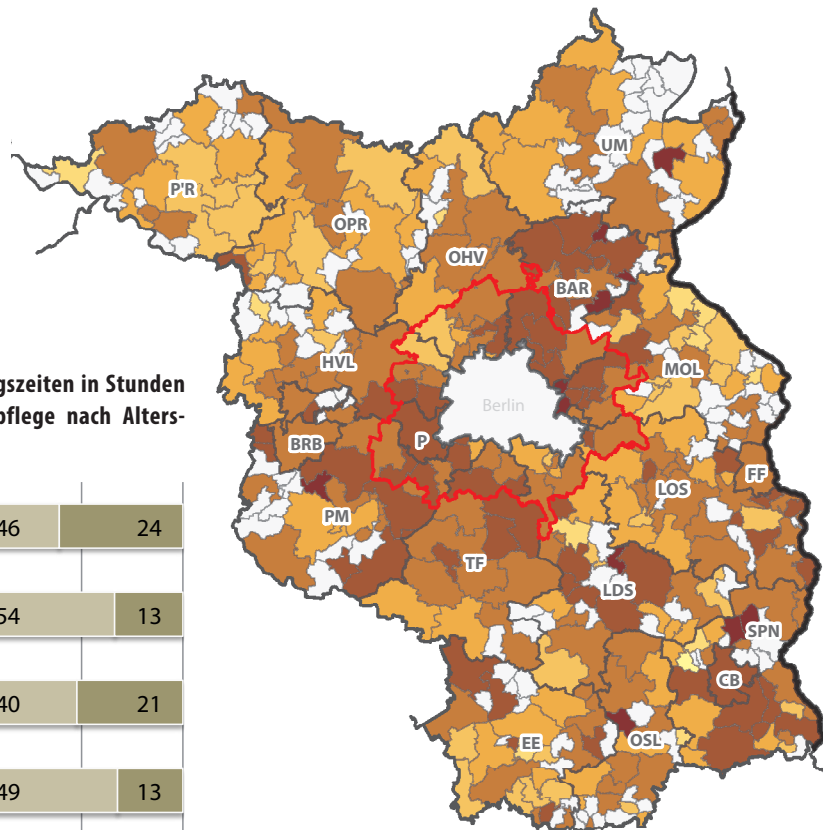 UM
P'R
OPR
OHV
BAR
HVL
MOL
gszeiten in Stunden
pflege nach Alters-
Berlin
BRB
P
FF
LOS
46 24
PM
TF
LDS
54 13
SPN
CB
40 21
EE
OSL
49 13